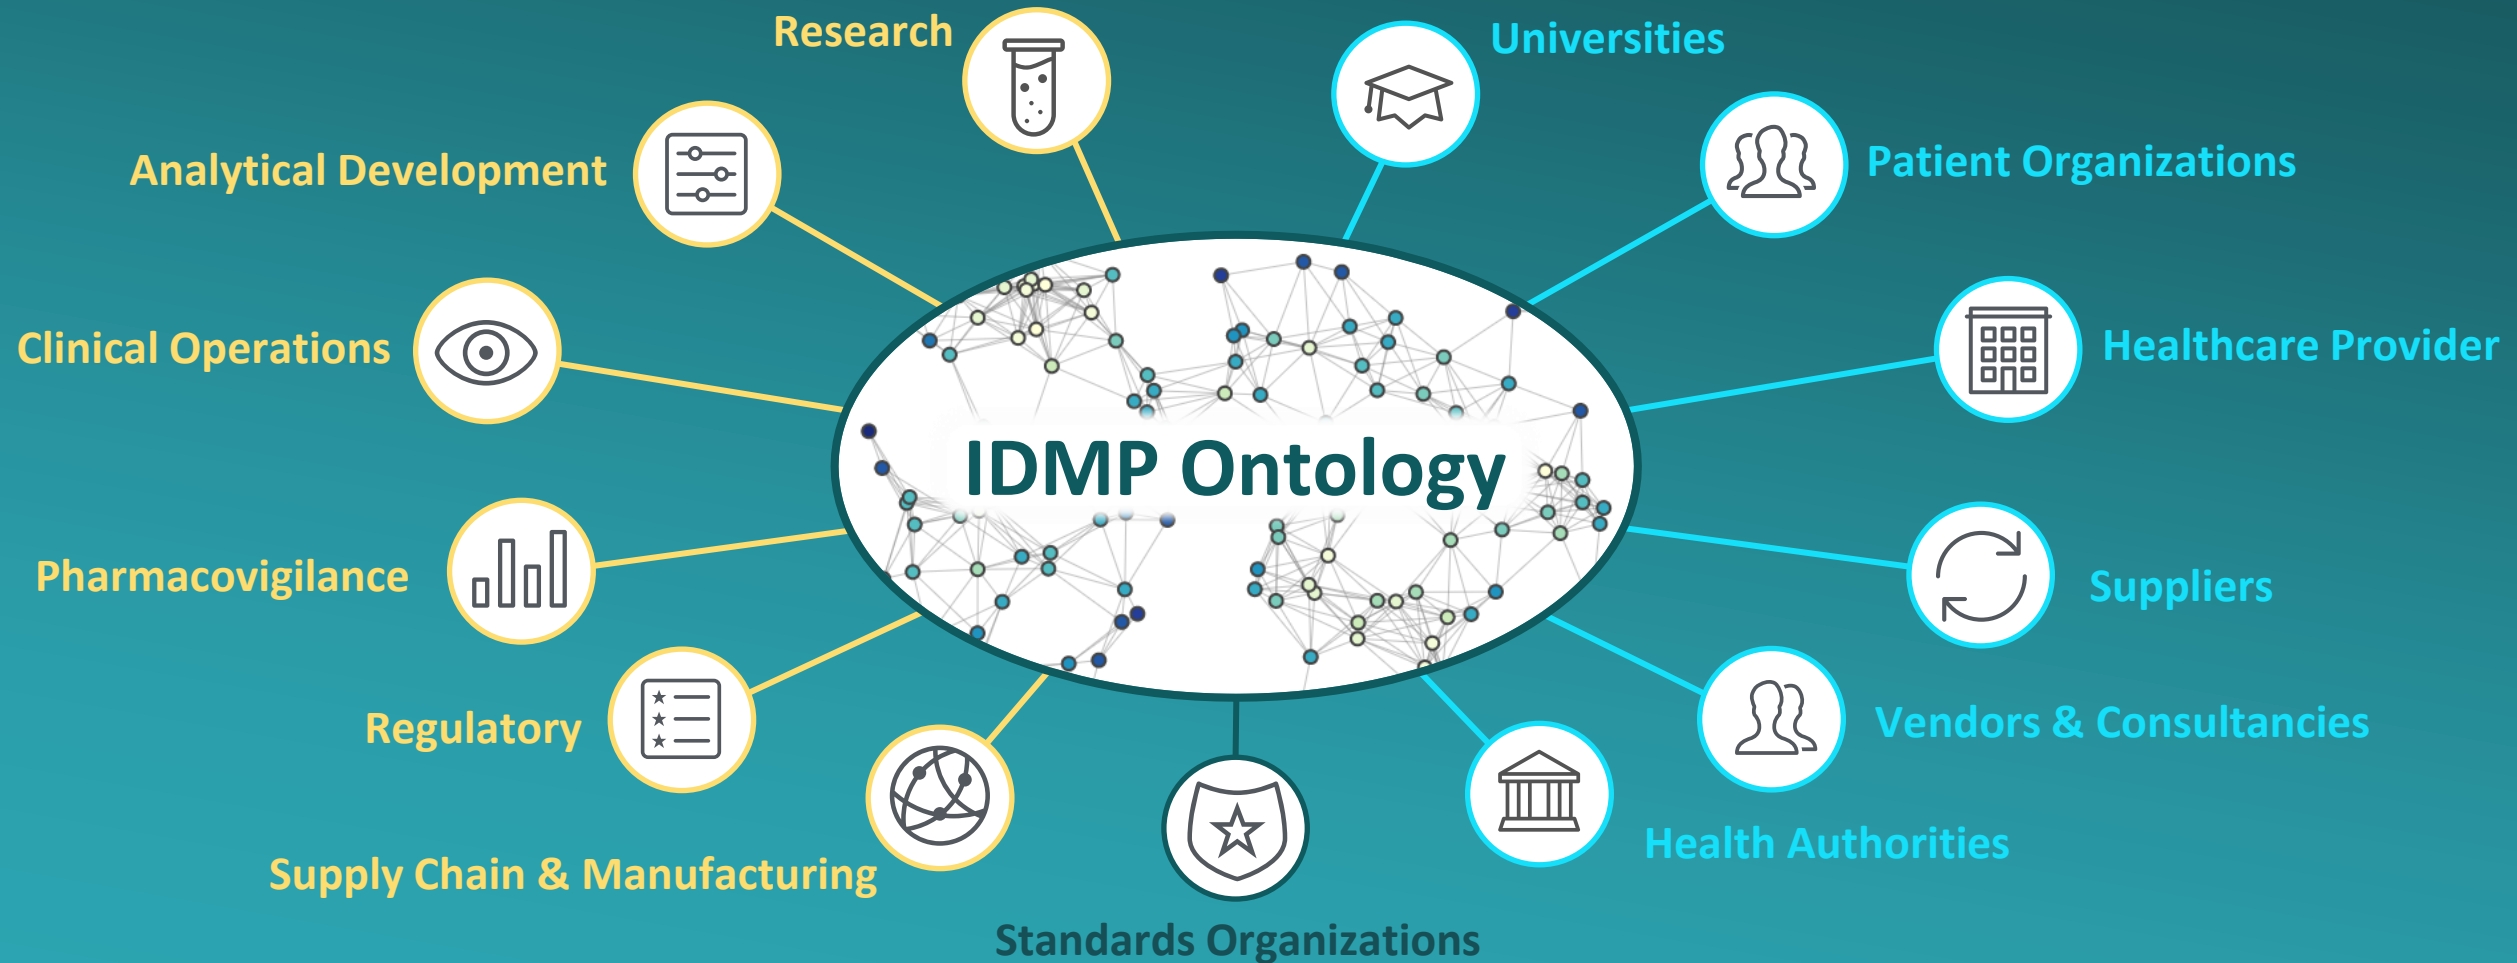 Research
Universities
Analytical Development
Patient Organizations
Clinical Operations
Healthcare Provider
IDMP Ontology
Pharmacovigilance
Suppliers
Regulatory
Vendors & Consultancies
Supply Chain & Manufacturing
Health Authorities
Standards Organizations